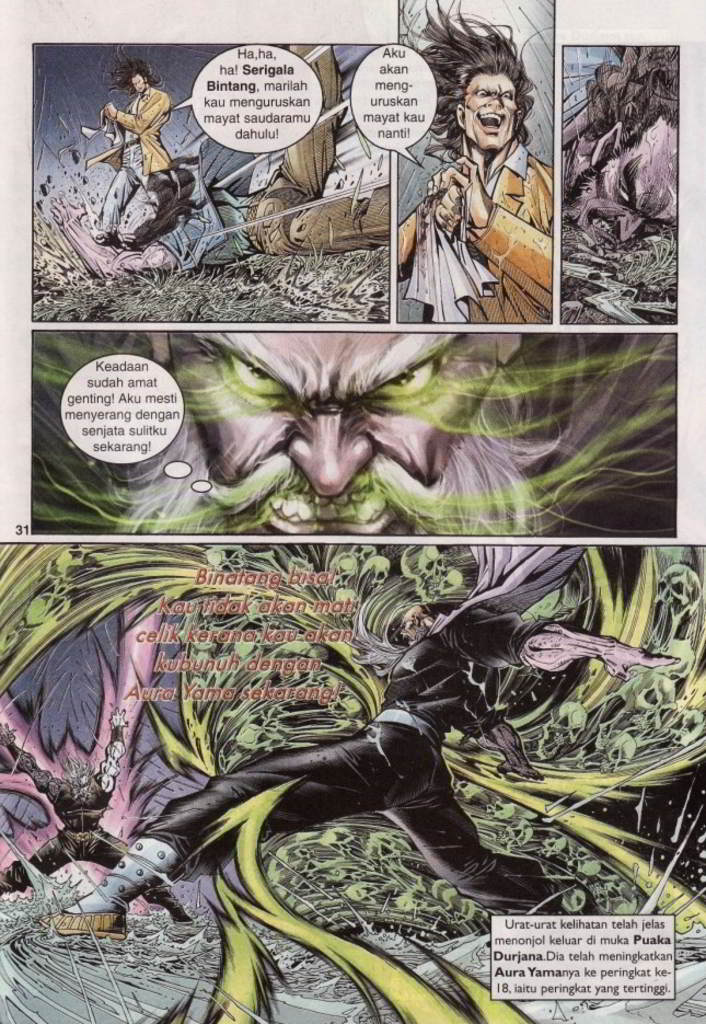 Ha,ha,
ha! Serigala
Bintang, marilah
kau menguruskan
mayat saudaramu
dahulu!
Aku
akan
meng-
uruskan
mayat kau
nanti!
Keadaan
sudah amat
genting! Aku mesti
menyerang dengan
senjata sulitku
sekarang!
31
Binatang bisa!
Kau tidak akan mati
celik kerana kau akan
kubunuh dengan
Aura Yama sekarang!
Urat-urat kelihatan telah jelas
menonjol keluar di muka Puaka
Durjana.Dia telah meningkatkan
Aura Yamanya ke peringkat ke-
18, iaitu peringkat yang tertinggi.